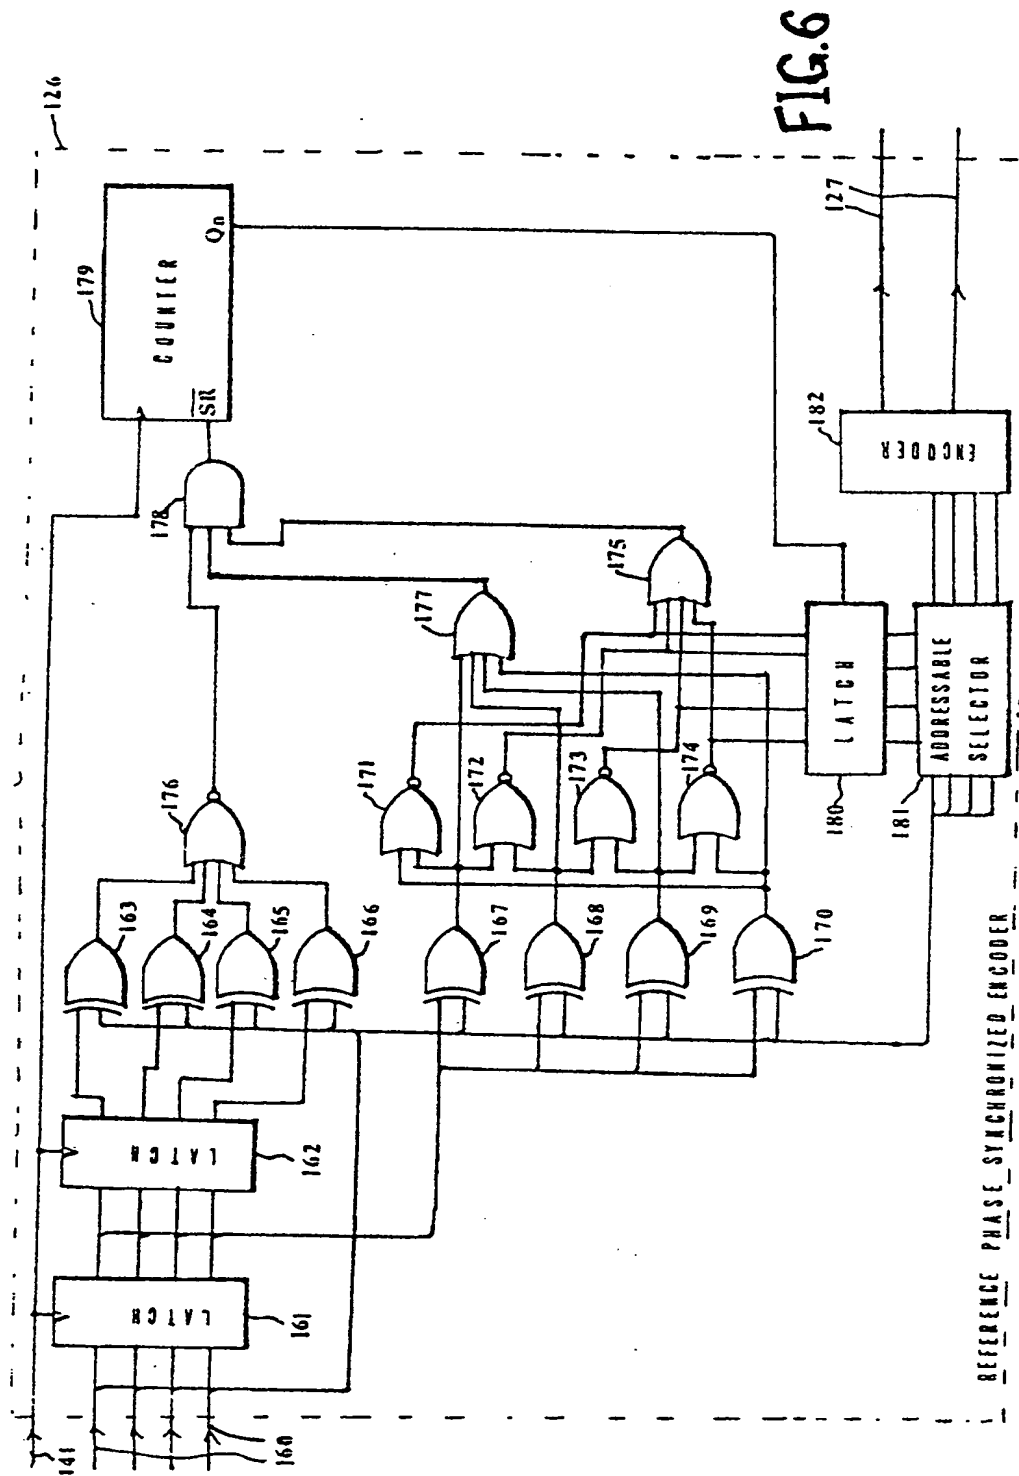 126
141
160
LATCH
161
LATCH
162
163
164
165
166
167
168
169
170
171
172
173
174
175
176
177
178
179
COUNTER
SR
Qn
LATCH
180
ADDRESSABLE
SELECTOR
181
ENCODER
182
127
REFERENCE PHASE SYNCHRONIZED ENCODER
FIG.6